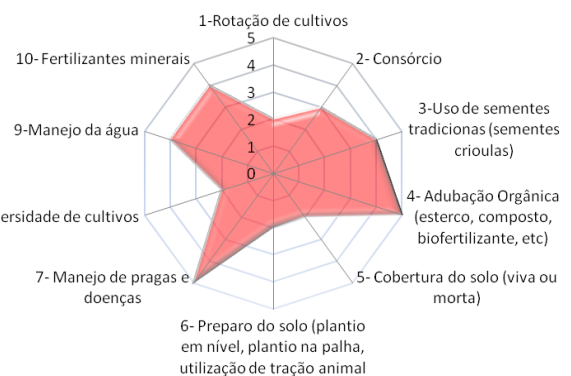 1-Rotação de cultivos
5
4
3
2
1
0
2- Consórcio
3-Uso de sementes
tradicionas (sementes
crioulas)
4- Adubação Orgânica
(esterco, composto,
biofertilizante, etc)
5- Cobertura do solo (viva ou
morta)
6- Preparo do solo (plantio
em nível, plantio na palha,
utilização de tração animal
7- Manejo de pragas e
doenças
ersidade de cultivos
9-Manejo da água
10- Fertilizantes minerais